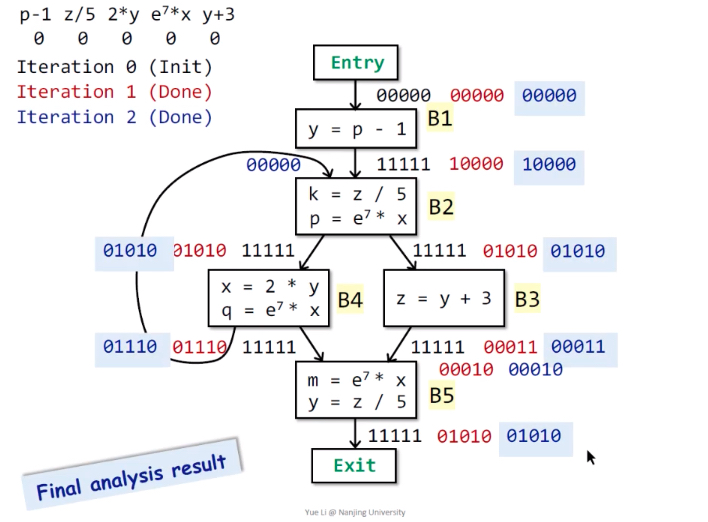 p-1 z/5 2*y e⁷*x y+3
0 0 0 0 0
Iteration 0 (Init)
Iteration 1 (Done)
Iteration 2 (Done)
Entry
00000 00000 00000
B1
y = p - 1
00000
11111 10000 10000
k = z / 5
p = e⁷* x
B2
01010 01010 11111
11111 01010 01010
x = 2 * y
q = e⁷* x
B4
z = y + 3
B3
01110 01110 11111
11111 00011 00011
00010 00010
m = e⁷* x
y = z / 5
B5
11111 01010 01010
Exit
Final analysis result
Yue Li @ Nanjing University